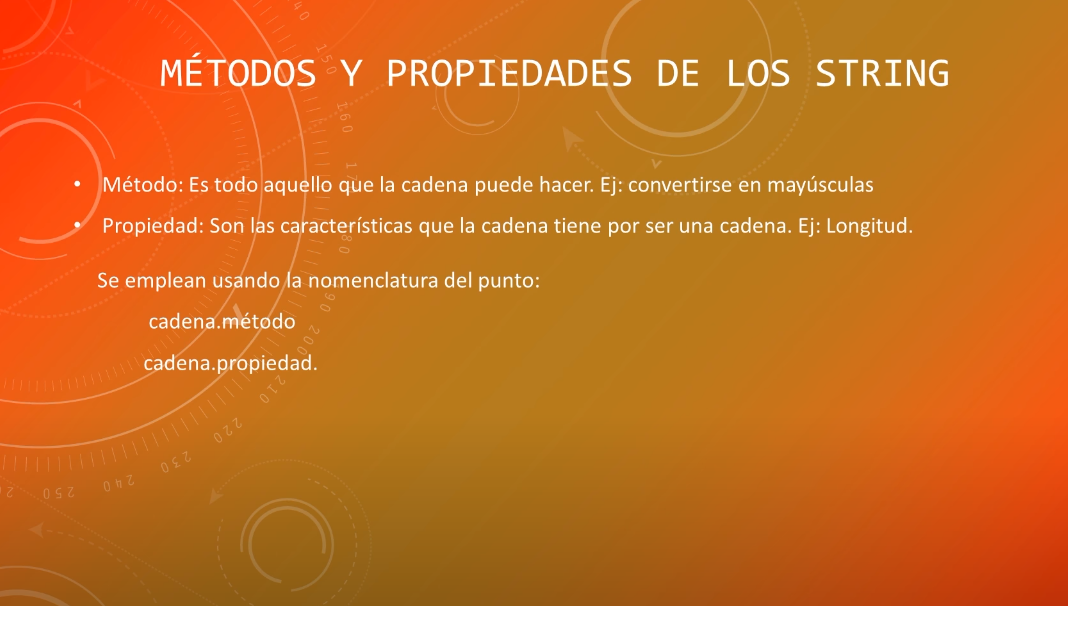 MÉTODOS Y PROPIEDADES DE LOS STRING
• Método: Es todo aquello que la cadena puede hacer. Ej: convertirse en mayúsculas
• Propiedad: Son las características que la cadena tiene por ser una cadena. Ej: Longitud.
Se emplean usando la nomenclatura del punto:
cadena.método
cadena.propiedad.